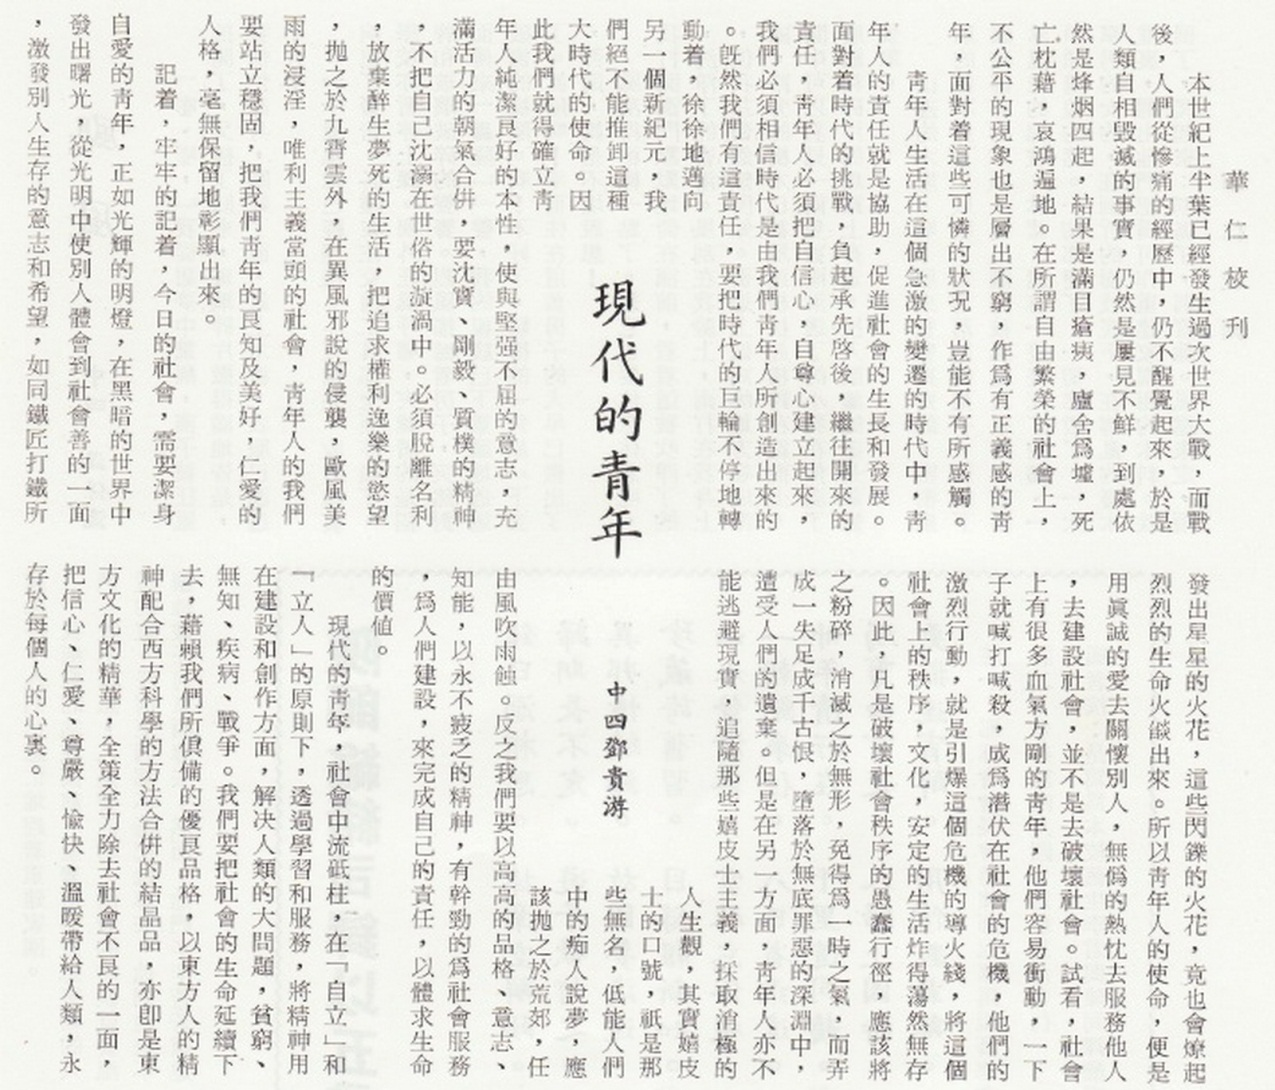 華仁校刊
現代的青年
中四鄧貴游
本世紀上半葉已經發生過次世界大戰，而戰
後，人們從慘痛的經歷中，仍不醒覺起來，於是
人類自相毀滅的事實，仍然是屢見不鮮，到處依
然是烽烟四起，結果是滿目瘡痍，廬舍爲墟，死
亡枕藉，哀鴻遍地。在所謂自由繁榮的社會上，
不公平的現象也是層出不窮，作爲有正義感的靑
年，面對着這些可憐的狀況，豈能不有所感觸。
靑年人生活在這個急激的變遷的時代中，靑
年人的責任就是協助，促進社會的生長和發展。
面對着時代的挑戰，負起承先啓後，繼往開來的
責任，靑年人必須把自信心，自尊心建立起來，
我們必須相信時代是由我們靑年人所創造出來的
。旣然我們有這責任，要把時代的巨輪不停地轉
動着，徐徐地邁向
另一個新紀元，我
們絕不能推卸這種
大時代的使命。因
此我們就得確立靑
年人純潔良好的本性，使與堅强不屈的意志，充
滿活力的朝氣合倂，要沈實、剛毅、質樸的精神
，不把自己沈溺在世俗的漩渦中。必須脫離名利
，放棄醉生夢死的生活，把追求權利逸樂的慾望
，拋之於九霄雲外，在異風邪說的侵襲，歐風美
雨的浸淫，唯利主義當頭的社會，靑年人的我們
要站立穩固，把我們靑年的良知及美好，仁愛的
人格，毫無保留地彰顯出來。
記着，牢牢的記着，今日的社會，需要潔身
自愛的靑年，正如光輝的明燈，在黑暗的世界中
發出曙光，從光明中使別人體會到社會善的一面
，激發別人生存的意志和希望，如同鐵匠打鐵所
發出星星的火花，這些閃鑠的火花，竟也會燎起
烈烈的生命火燄出來。所以靑年人的使命，便是
用眞誠的愛去關懷別人，無僞的熱忱去服務他人
，去建設社會，並不是去破壞社會。試看，社會
上有很多血氣方剛的靑年，他們容易衝動，一下
子就喊打喊殺，成爲潛伏在社會的危機，他們的
激烈行動，就是引爆這個危機的導火綫，將這個
社會上的秩序，文化，安定的生活炸得蕩然無存
。因此，凡是破壞社會秩序的愚蠢行徑，應該將
之粉碎，消滅之於無形，免得爲一時之氣，而弄
成一失足成千古恨，墮落於無底罪惡的深淵中，
遭受人們的遺棄。但是在另一方面，靑年人亦不
能逃避現實，追隨那些嬉皮士主義，採取消極的
人生觀，其實嬉皮
士的口號，祇是那
些無名，低能人們
中的痴人說夢，應
該拋之於荒郊，任
由風吹雨蝕。反之我們要以高高的品格、意志、
知能，以永不疲乏的精神，有幹勁的爲社會服務
，爲人們建設，來完成自己的責任，以體求生命
的價値。
現代的靑年，社會中流砥柱，在「自立」和
「立人」的原則下，透過學習和服務，將精神用
在建設和創作方面，解决人類的大問題，貧窮、
無知、疾病、戰爭。我們要把社會的生命延續下
去，藉賴我們所俱備的優良品格，以東方人的精
神配合西方科學的方法合倂的結晶品，亦卽是東
方文化的精華，全策全力除去社會不良的一面，
把信心、仁愛、尊嚴、愉快、溫暖帶給人類，永
存於每個人的心裏。